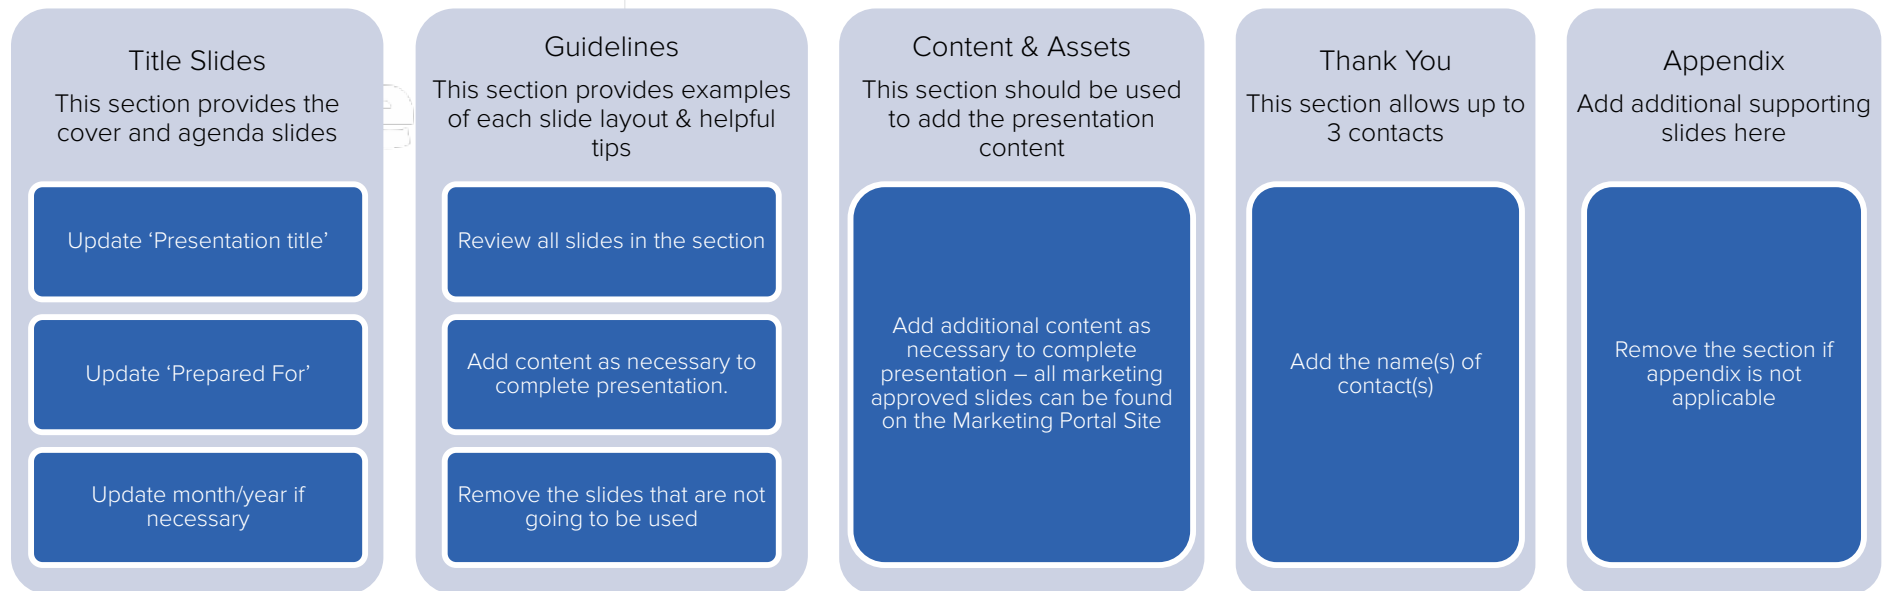 Title Slides
This section provides the
cover and agenda slides
Update ‘Presentation title’
Update ‘Prepared For’
Update month/year if
necessary
Guidelines
This section provides examples
of each slide layout & helpful
tips
Review all slides in the section
Add content as necessary to
complete presentation.
Remove the slides that are not
going to be used
Content & Assets
This section should be used
to add the presentation
content
Add additional content as
necessary to complete
presentation – all marketing
approved slides can be found
on the Marketing Portal Site
Thank You
This section allows up to
3 contacts
Add the name(s) of
contact(s)
Appendix
Add additional supporting
slides here
Remove the section if
appendix is not
applicable